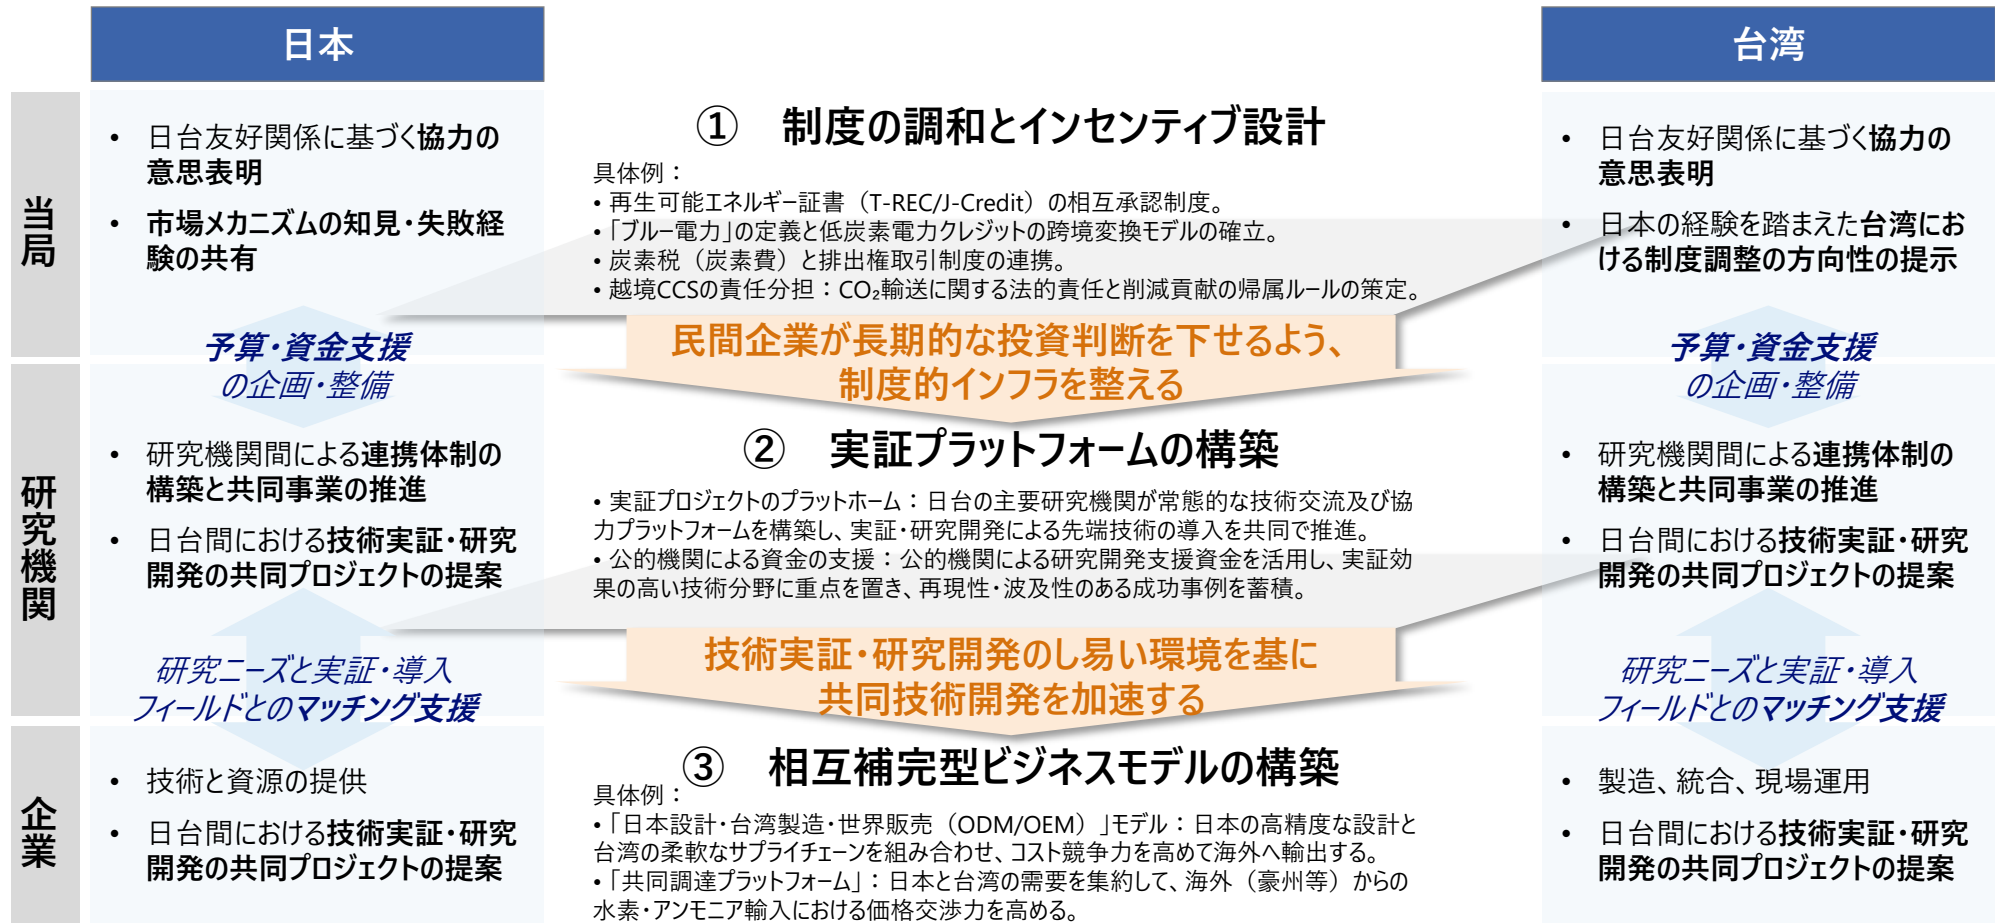 日本
台湾
当局
• 日台友好関係に基づく協力の
意思表明
• 市場メカニズムの知見・失敗経
験の共有
予算・資金支援
の企画・整備
研究機関
• 研究機関間による連携体制の
構築と共同事業の推進
• 日台間における技術実証・研究
開発の共同プロジェクトの提案
研究ニーズと実証・導入
フィールドとのマッチング支援
企業
• 技術と資源の提供
• 日台間における技術実証・研究
開発の共同プロジェクトの提案
① 制度の調和とインセンティブ設計
具体例：
• 再生可能エネルギー証書（T-REC/J-Credit）の相互承認制度。
• 「ブルー電力」の定義と低炭素電力クレジットの跨境変換モデルの確立。
• 炭素税（炭素費）と排出権取引制度の連携。
• 越境CCSの責任分担：CO₂輸送に関する法的責任と削減貢献の帰属ルールの策定。
民間企業が長期的な投資判断を下せるよう、
制度的インフラを整える
② 実証プラットフォームの構築
• 実証プロジェクトのプラットホーム：日台の主要研究機関が常態的な技術交流及び協
力プラットフォームを構築し、実証・研究開発による先端技術の導入を共同で推進。
• 公的機関による資金の支援：公的機関による研究開発支援資金を活用し、実証効
果の高い技術分野に重点を置き、再現性・波及性のある成功事例を蓄積。
技術実証・研究開発のし易い環境を基に
共同技術開発を加速する
③ 相互補完型ビジネスモデルの構築
具体例：
• 「日本設計・台湾製造・世界販売（ODM/OEM）」モデル：日本の高精度な設計と
台湾の柔軟なサプライチェーンを組み合わせ、コスト競争力を高めて海外へ輸出する。
• 「共同調達プラットフォーム」：日本と台湾の需要を集約して、海外（豪州等）からの
水素・アンモニア輸入における価格交渉力を高める。
• 日台友好関係に基づく協力の
意思表明
• 日本の経験を踏まえた台湾にお
ける制度調整の方向性の提示
予算・資金支援
の企画・整備
• 研究機関間による連携体制の
構築と共同事業の推進
• 日台間における技術実証・研究
開発の共同プロジェクトの提案
研究ニーズと実証・導入
フィールドとのマッチング支援
• 製造、統合、現場運用
• 日台間における技術実証・研究
開発の共同プロジェクトの提案